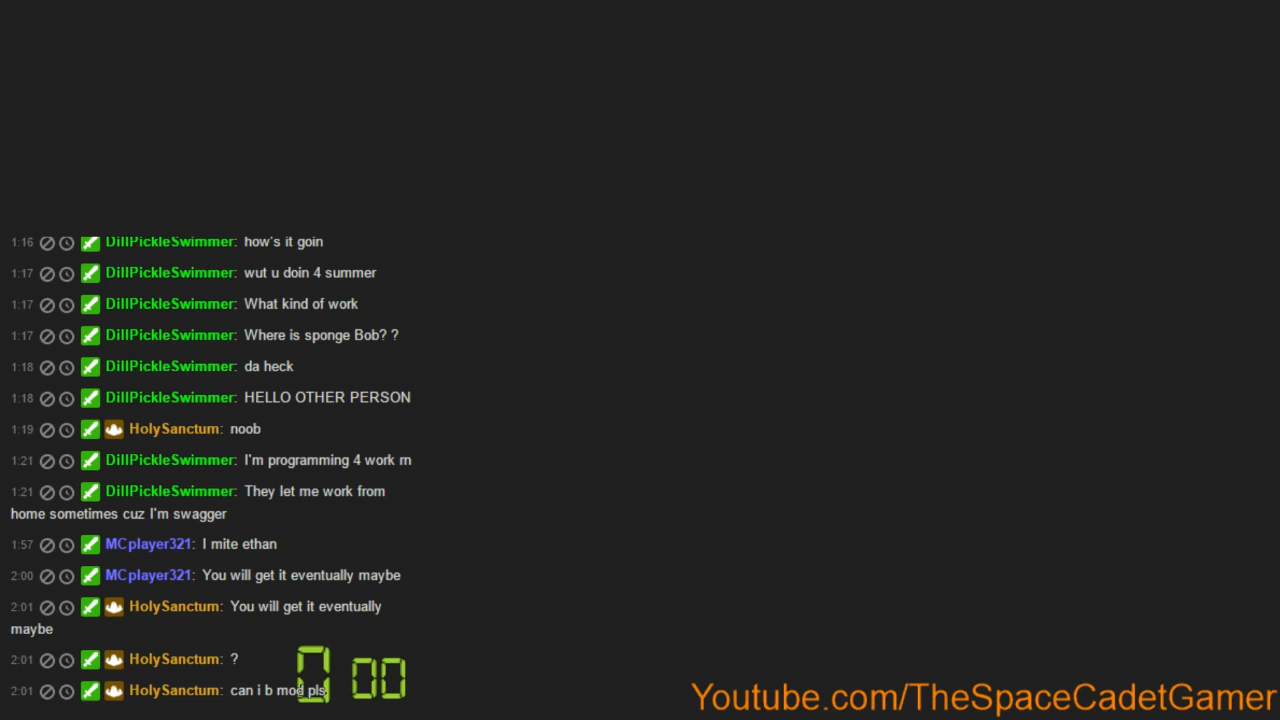 1:16 DillPickleSwimmer: how's it goin
1:17 DillPickleSwimmer: wut u doin 4 summer
1:17 DillPickleSwimmer: What kind of work
1:17 DillPickleSwimmer: Where is sponge Bob? ?
1:18 DillPickleSwimmer: da heck
1:18 DillPickleSwimmer: HELLO OTHER PERSON
1:19 HolySanctum: noob
1:21 DillPickleSwimmer: I'm programming 4 work rn
1:21 DillPickleSwimmer: They let me work from
home sometimes cuz I'm swagger
1:57 MCplayer321: I mite ethan
2:00 MCplayer321: You will get it eventually maybe
2:01 HolySanctum: You will get it eventually
maybe
2:01 HolySanctum: ?
2:01 HolySanctum: can i b mod pls
0 00
Youtube.com/TheSpaceCadetGamer